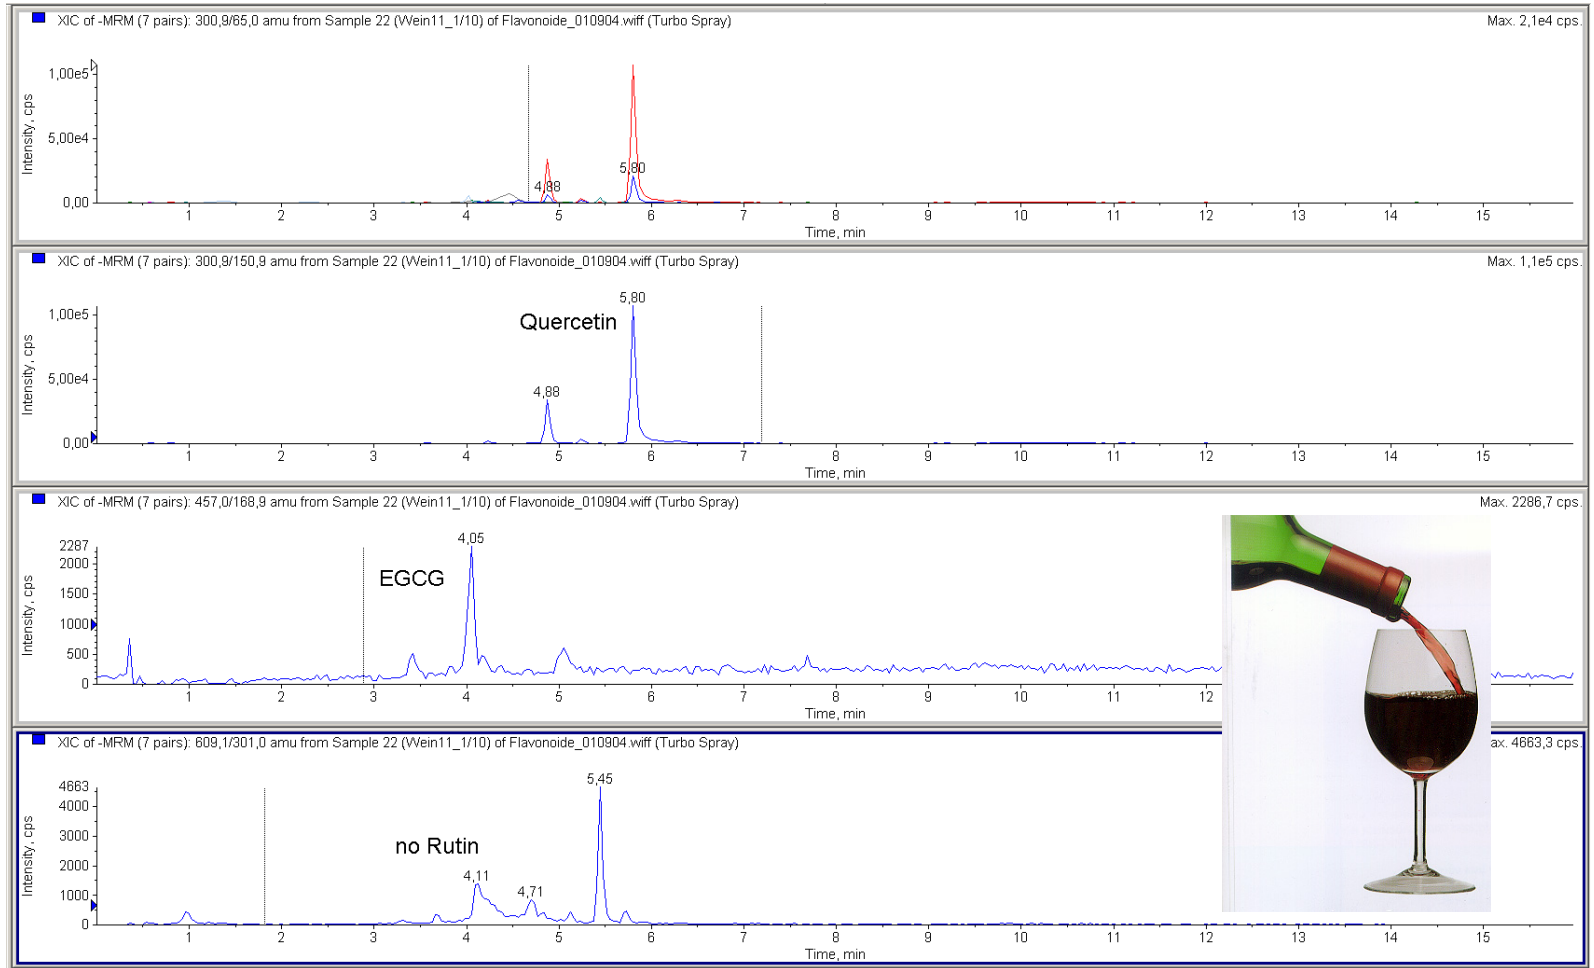 XIC of -MRM (7 pairs): 300,9/65,0 amu from Sample 22 (Wein11_1/10) of Flavonoide_010904.wiff (Turbo Spray) Max. 2,1e4 cps.
1,00e5
5,00e4
0,00
Intensity, cps
4,88
5,80
1 2 3 4 5 6 7 8 9 10 11 12 13 14 15
Time, min
XIC of -MRM (7 pairs): 300,9/150,9 amu from Sample 22 (Wein11_1/10) of Flavonoide_010904.wiff (Turbo Spray) Max. 1,1e5 cps.
1,00e5
5,00e4
0,00
Intensity, cps
5,80
Quercetin
4,88
1 2 3 4 5 6 7 8 9 10 11 12 13 14 15
Time, min
XIC of -MRM (7 pairs): 457,0/168,9 amu from Sample 22 (Wein11_1/10) of Flavonoide_010904.wiff (Turbo Spray) Max. 2286,7 cps.
2287
2000
1500
1000
500
0
Intensity, cps
4,05
EGCG
1 2 3 4 5 6 7 8 9 10 11 12 13 14 15
Time, min
XIC of -MRM (7 pairs): 609,1/301,0 amu from Sample 22 (Wein11_1/10) of Flavonoide_010904.wiff (Turbo Spray) ax. 4663,3 cps.
4663
4000
3000
2000
1000
0
Intensity, cps
5,45
no Rutin
4,11
4,71
1 2 3 4 5 6 7 8 9 10 11 12 13 14 15
Time, min